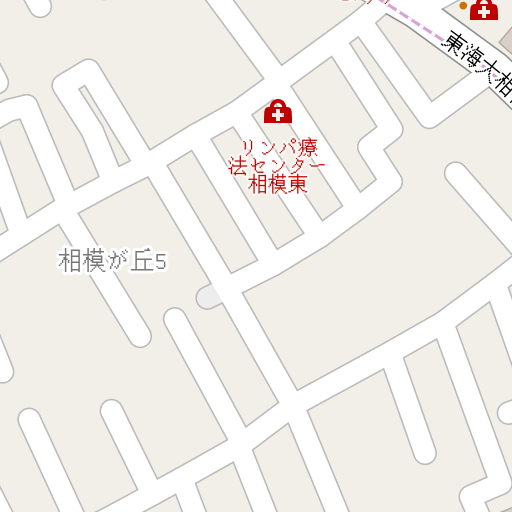 東海大相
リンパ療
法センター
相模東
相模が丘5